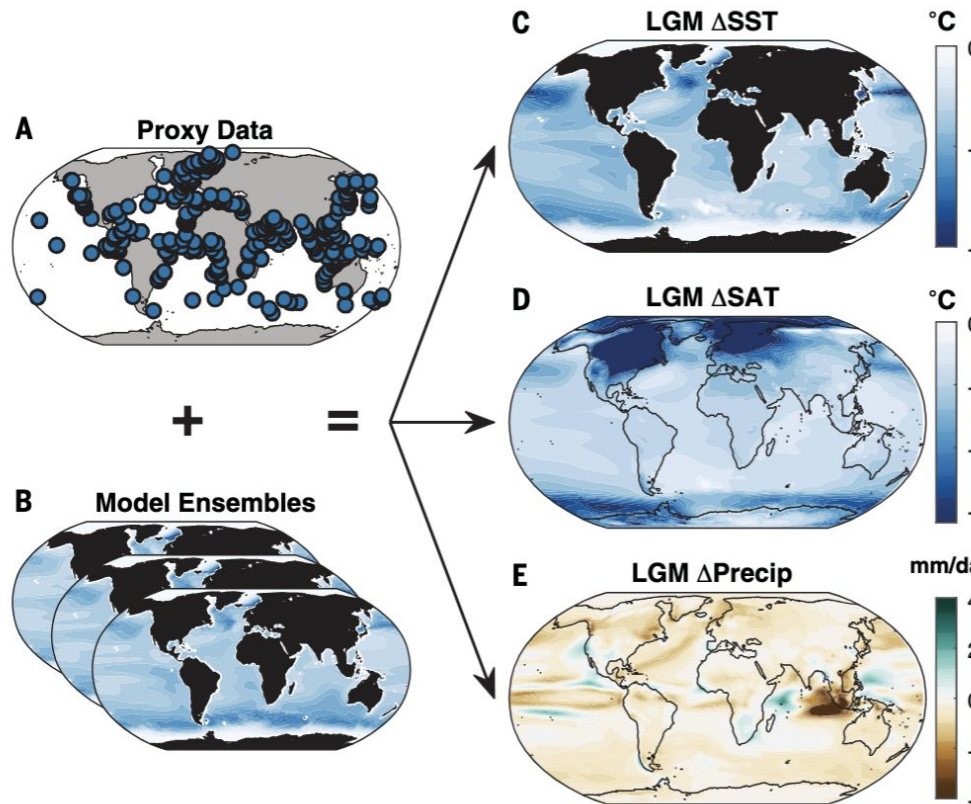 A
Proxy Data
+
=
B
Model Ensembles
C
LGM ΔSST
°C
D
LGM ΔSAT
°C
E
LGM ΔPrecip